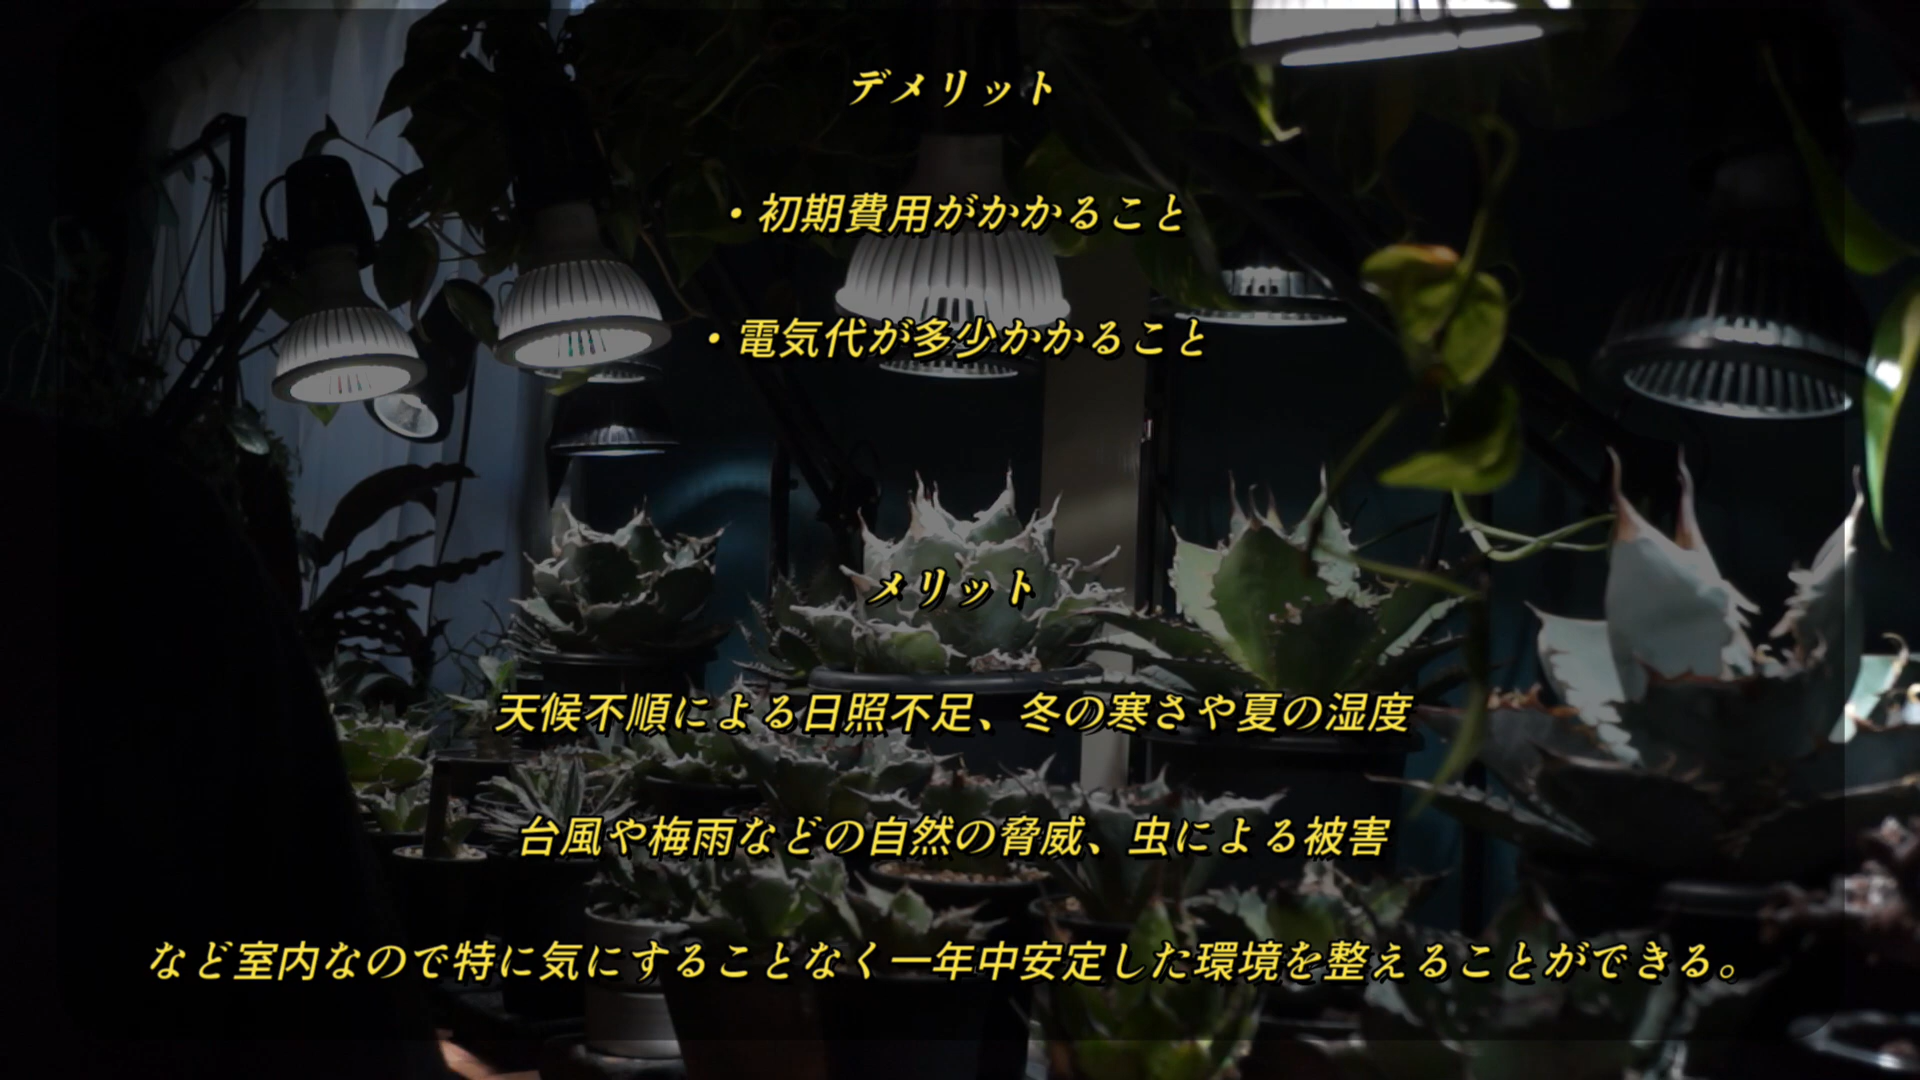 デメリット
・初期費用がかかること
・電気代が多少かかること
メリット
天候不順による日照不足、冬の寒さや夏の湿度
台風や梅雨などの自然の脅威、虫による被害
など室内なので特に気にすることなく一年中安定した環境を整えることができる。